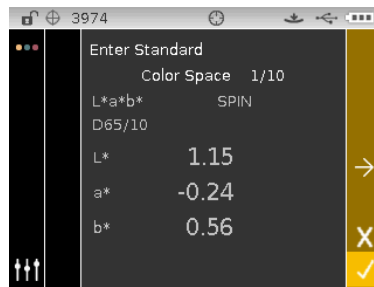 3974
Enter Standard
Color Space 1/10
L*a*b* SPIN
D65/10
L* 1.15
a* -0.24
b* 0.56
X